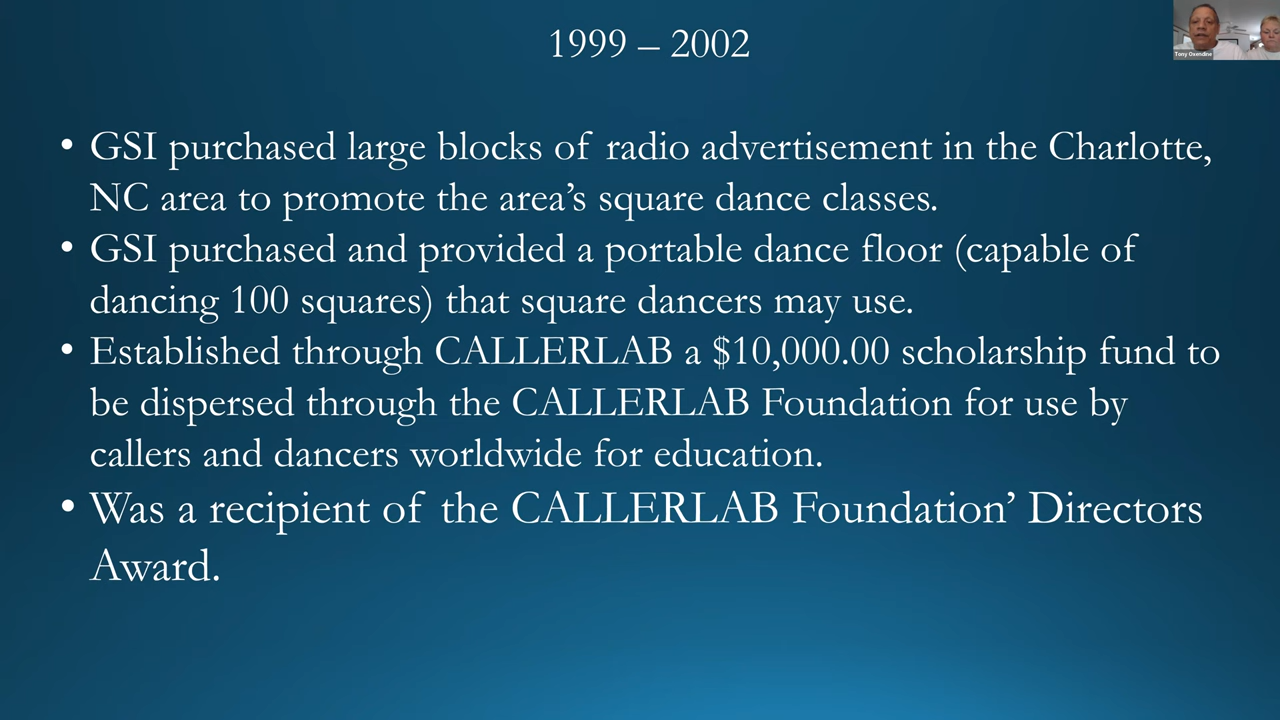 1999 – 2002
Tony Oxendine
• GSI purchased large blocks of radio advertisement in the Charlotte,
NC area to promote the area’s square dance classes.
• GSI purchased and provided a portable dance floor (capable of
dancing 100 squares) that square dancers may use.
• Established through CALLERLAB a $10,000.00 scholarship fund to
be dispersed through the CALLERLAB Foundation for use by
callers and dancers worldwide for education.
• Was a recipient of the CALLERLAB Foundation’ Directors
Award.